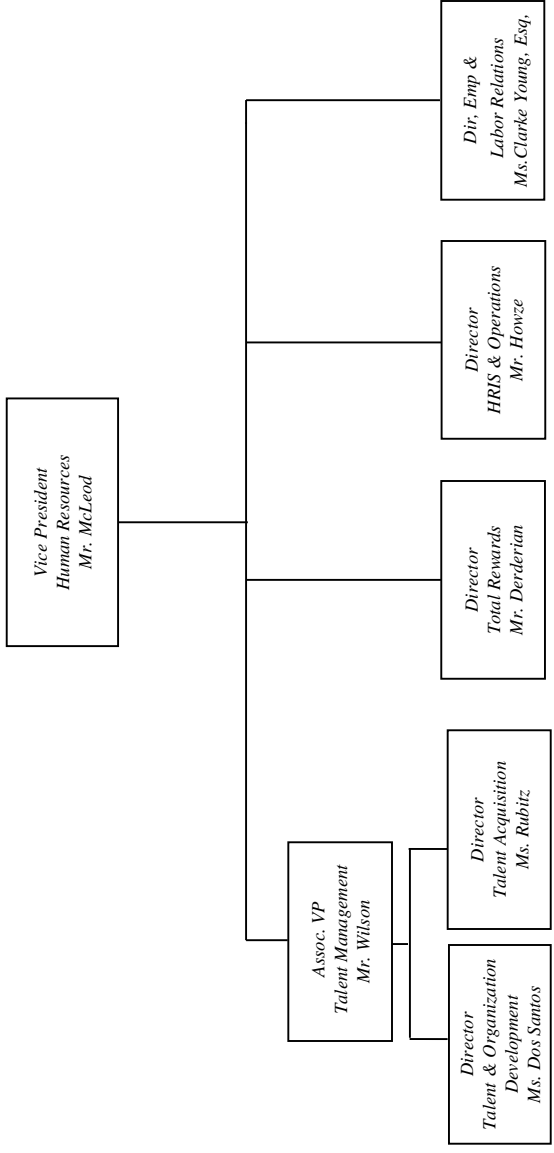 Vice President
Human Resources
Mr. McLeod
Assoc. VP
Talent Management
Mr. Wilson
Director
Talent & Organization
Development
Ms. Dos Santos
Director
Talent Acquisition
Ms. Rubitz
Director
Total Rewards
Mr. Derderian
Director
HRIS & Operations
Mr. Howze
Dir, Emp &
Labor Relations
Ms.Clarke Young, Esq,